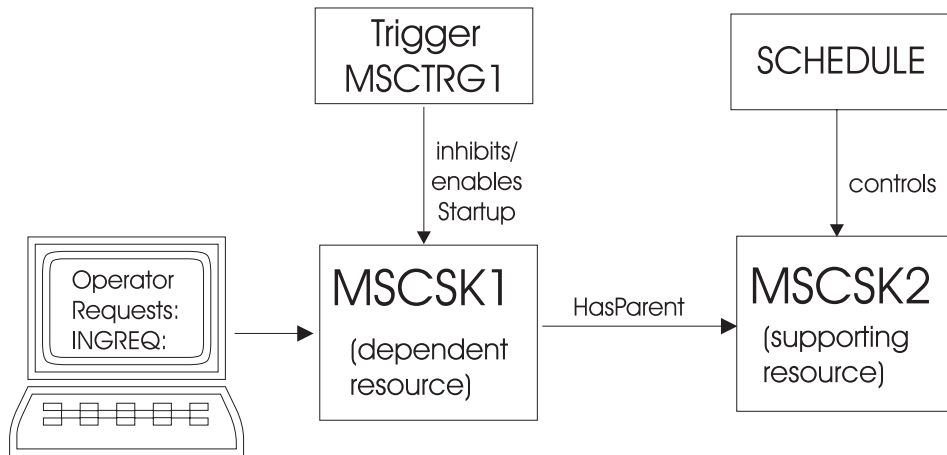 Trigger
MSCTRG1
SCHEDULE
inhibits/
enables
Startup
controls
Operator
Requests:
INGREQ:
MSCSK1
(dependent
resource)
HasParent
MSCSK2
(supporting
resource)